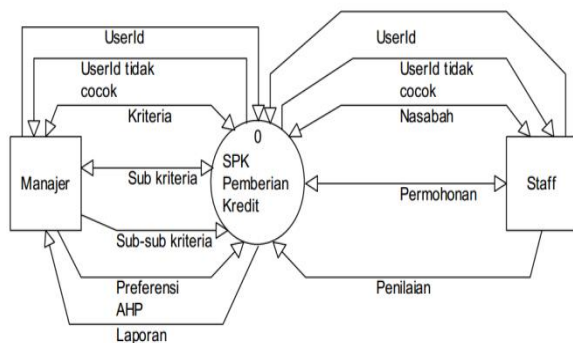 UserId
UserId tidak
cocok
Kriteria
Manajer
Sub kriteria
Sub-sub kriteria
Preferensi
AHP
Laporan
0
SPK
Pemberian
Kredit
UserId
UserId tidak
cocok
Nasabah
Permohonan
Staff
Penilaian